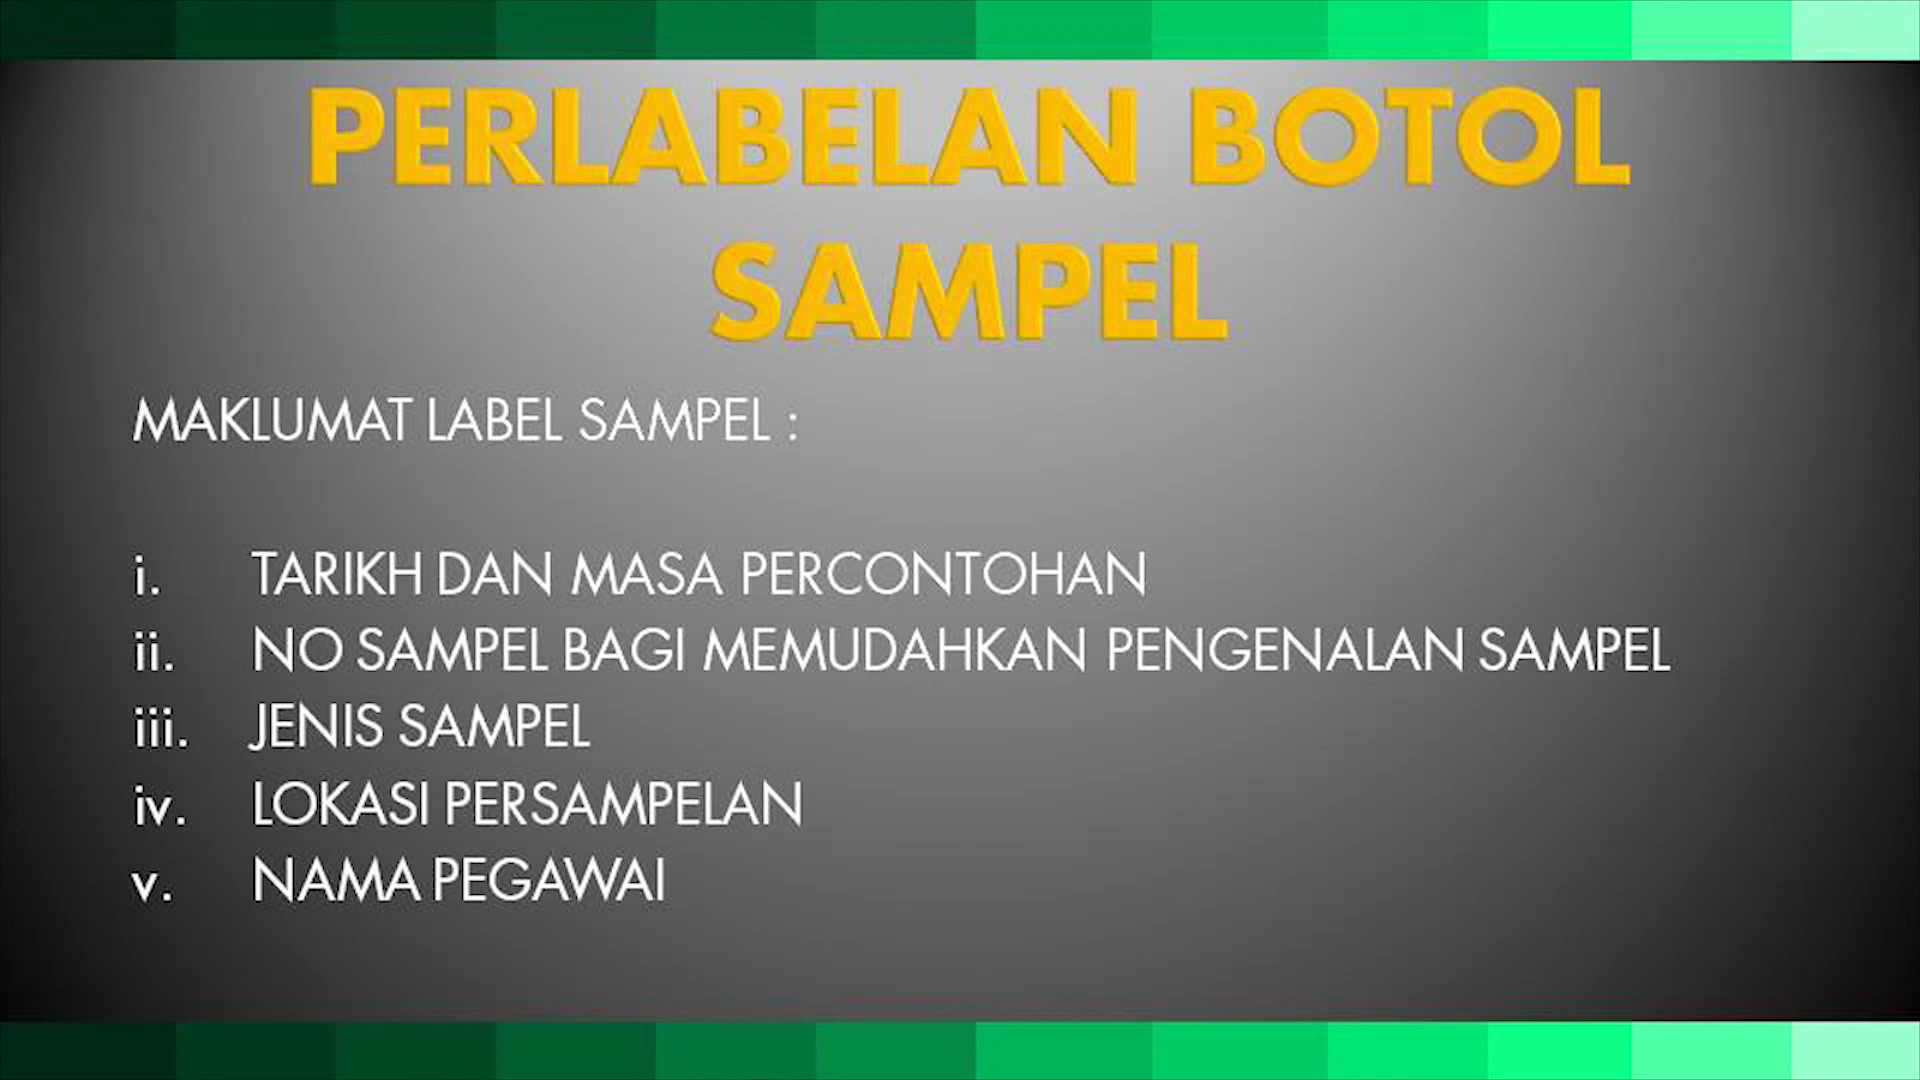 PERLABELAN BOTOL
SAMPEL
MAKLUMAT LABEL SAMPEL :
i. TARIKH DAN MASA PERCONTOHAN
ii. NO SAMPEL BAGI MEMUDAHKAN PENGENALAN SAMPEL
iii. JENIS SAMPEL
iv. LOKASI PERSAMPELAN
v. NAMA PEGAWAI